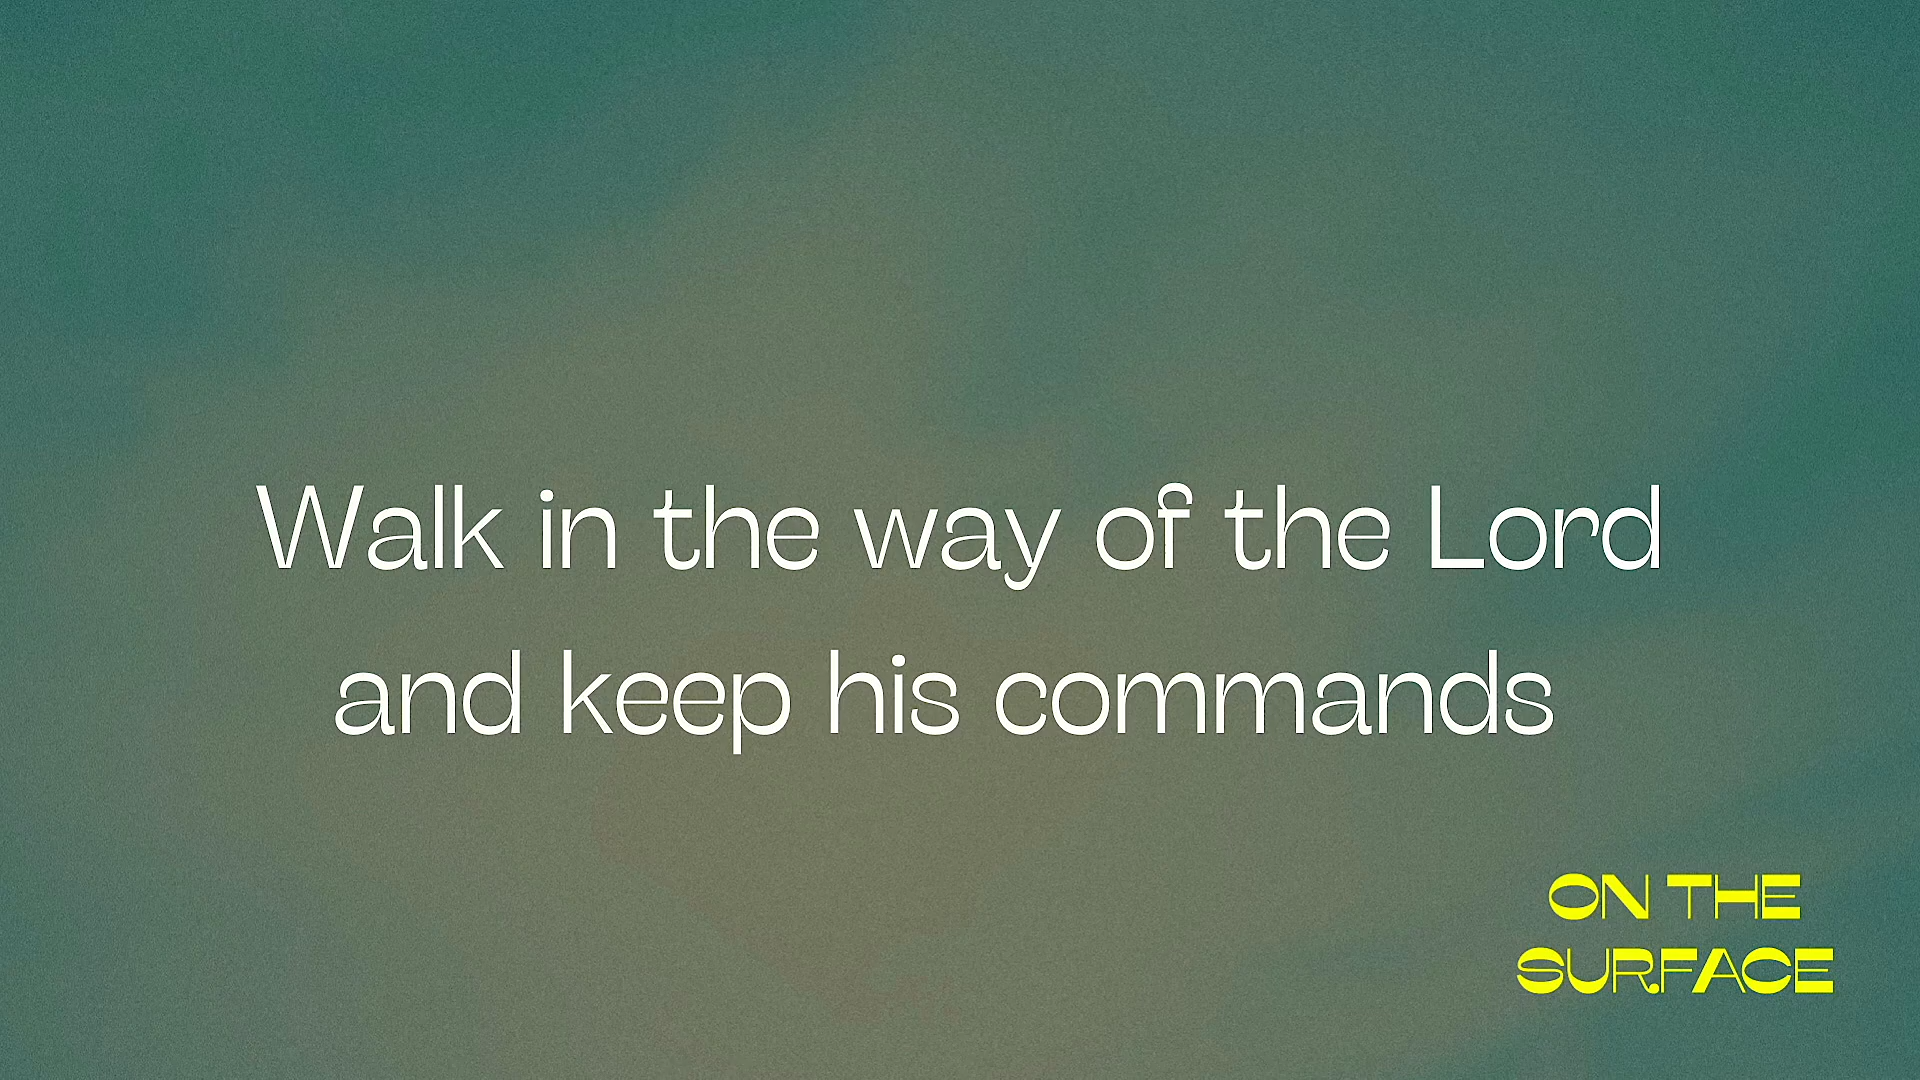 Walk in the way of the Lord
and keep his commands
ON THE
SURFACE